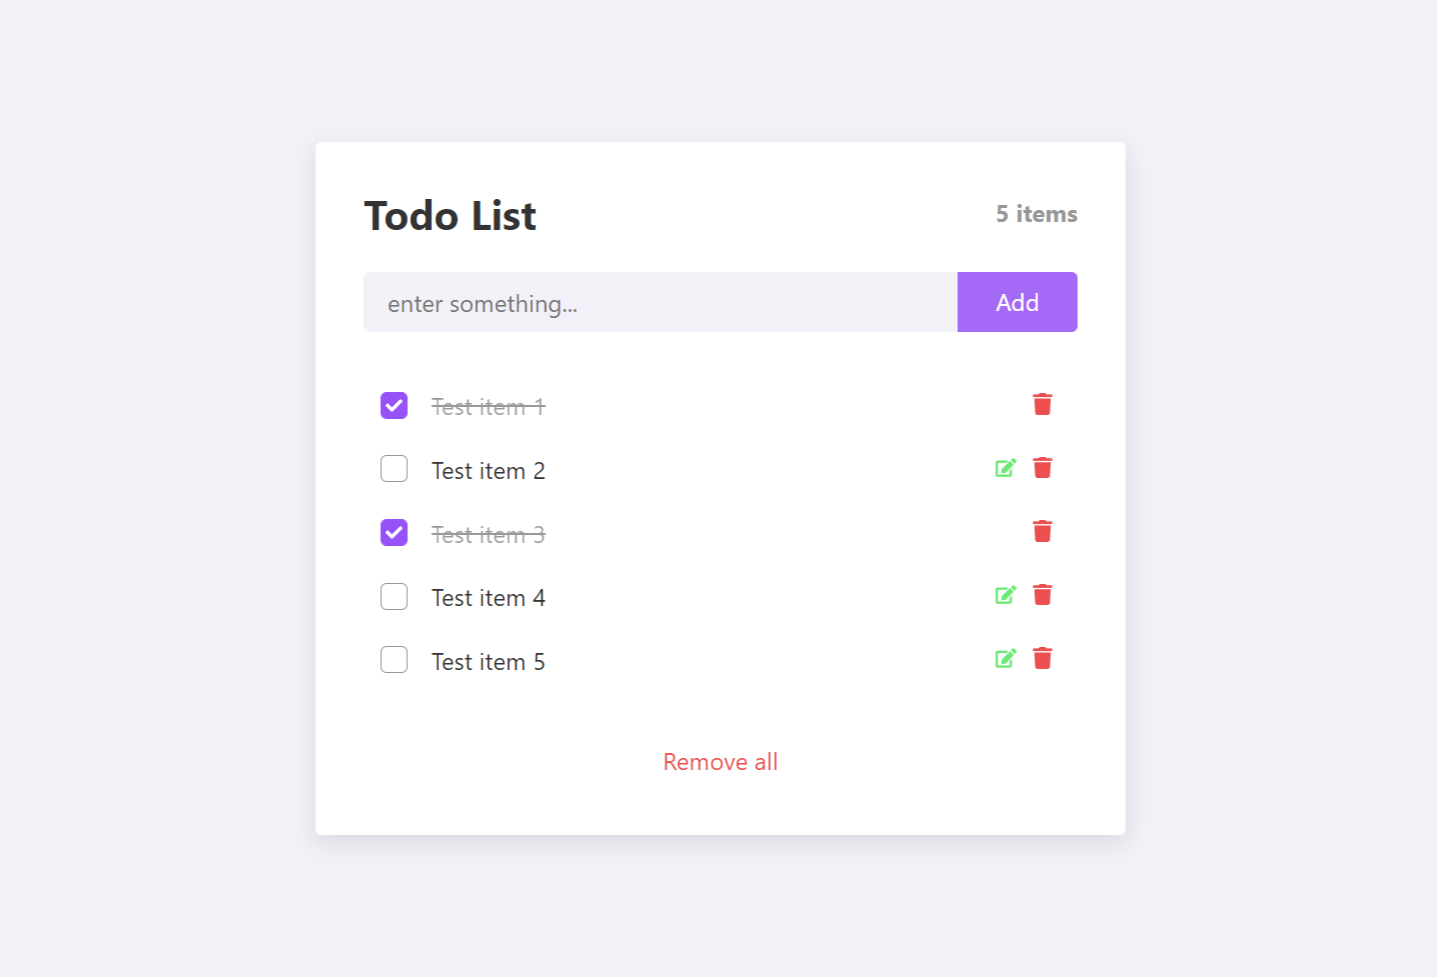 Todo List
5 items
enter something...
Add
Test item 1
Test item 2
Test item 3
Test item 4
Test item 5
Remove all